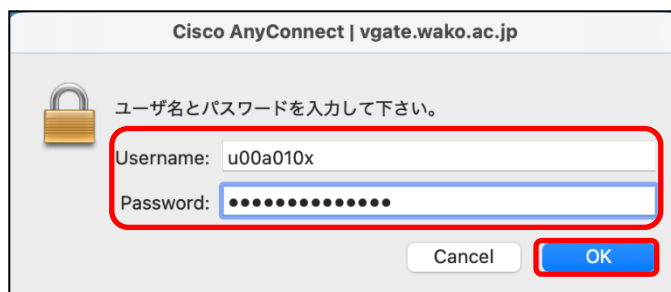 Cisco AnyConnect | vgate.wako.ac.jp
ユーザ名とパスワードを入力して下さい。
Username: u00a010x
Password: ••••••••••••••
Cancel OK